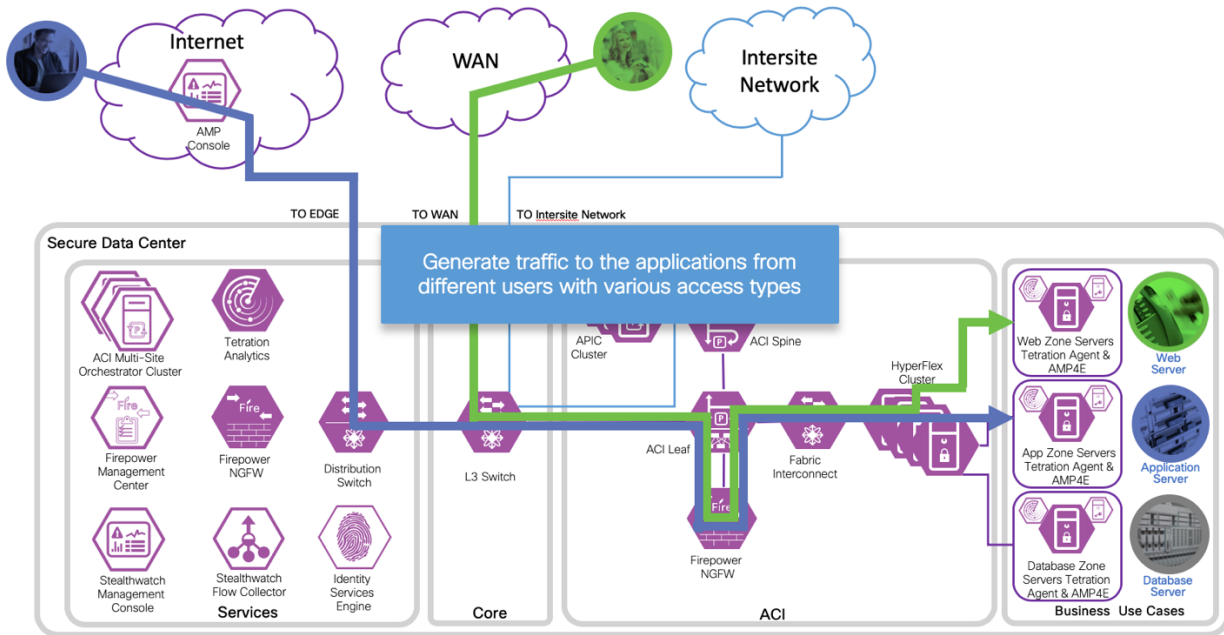 Internet
WAN
Intersite
Network
AMP
Console
TO EDGE
TO WAN
TO Intersite Network
Secure Data Center
Generate traffic to the applications from
different users with various access types
ACI Multi-Site
Orchestrator Cluster
Tetration
Analytics
Fire
Firepower
Management
Center
Fire
Firepower
NGFW
Distribution
Switch
Stealthwatch
Management
Console
Stealthwatch
Flow Collector
Identity
Services
Engine
Services
L3 Switch
Core
APIC
Cluster
P
ACI Spine
P
ACI Leaf
Fire
Firepower
NGFW
Fabric
Interconnect
HyperFlex
Cluster
ACI
Web Zone Servers
Tetration Agent &
AMP4E
Web
Server
App Zone Servers
Tetration Agent &
AMP4E
Application
Server
Database Zone
Servers Tetration
Agent & AMP4E
Database
Server
Business Use Cases